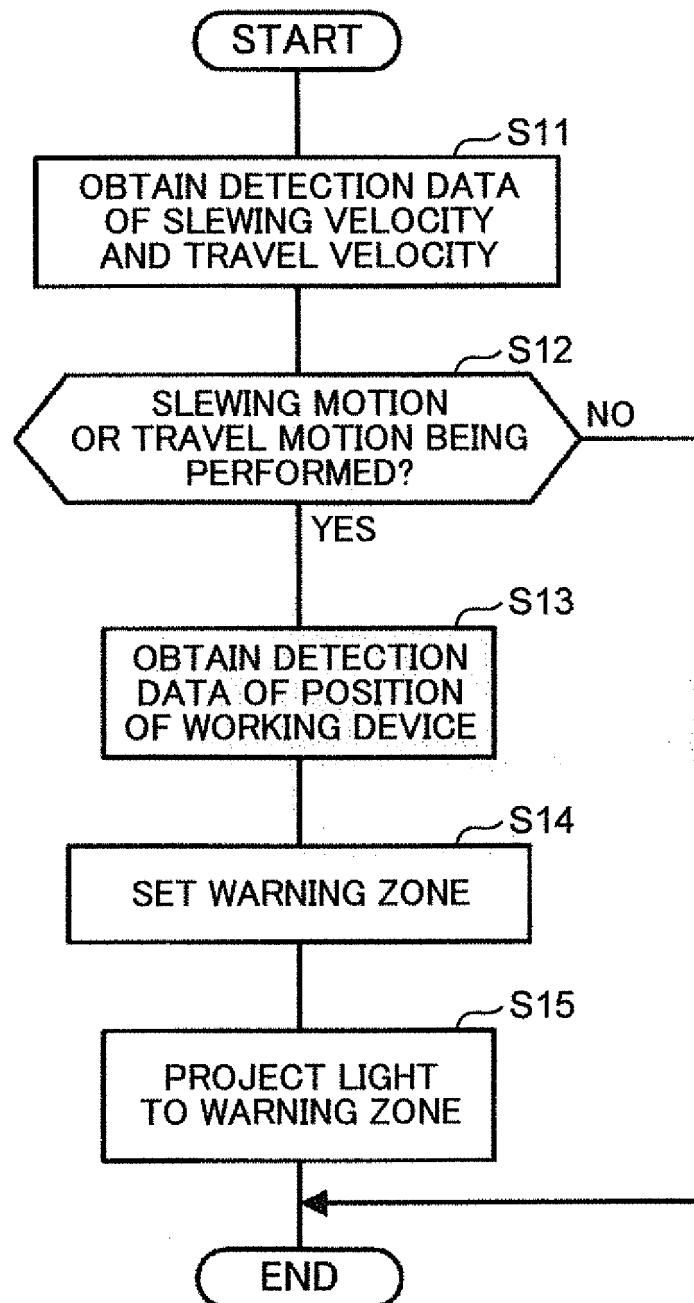 START
S11
OBTAIN DETECTION DATA
OF SLEWING VELOCITY
AND TRAVEL VELOCITY
S12
SLEWING MOTION
OR TRAVEL MOTION BEING
PERFORMED?
NO
YES
S13
OBTAIN DETECTION
DATA OF POSITION
OF WORKING DEVICE
S14
SET WARNING ZONE
S15
PROJECT LIGHT
TO WARNING ZONE
END